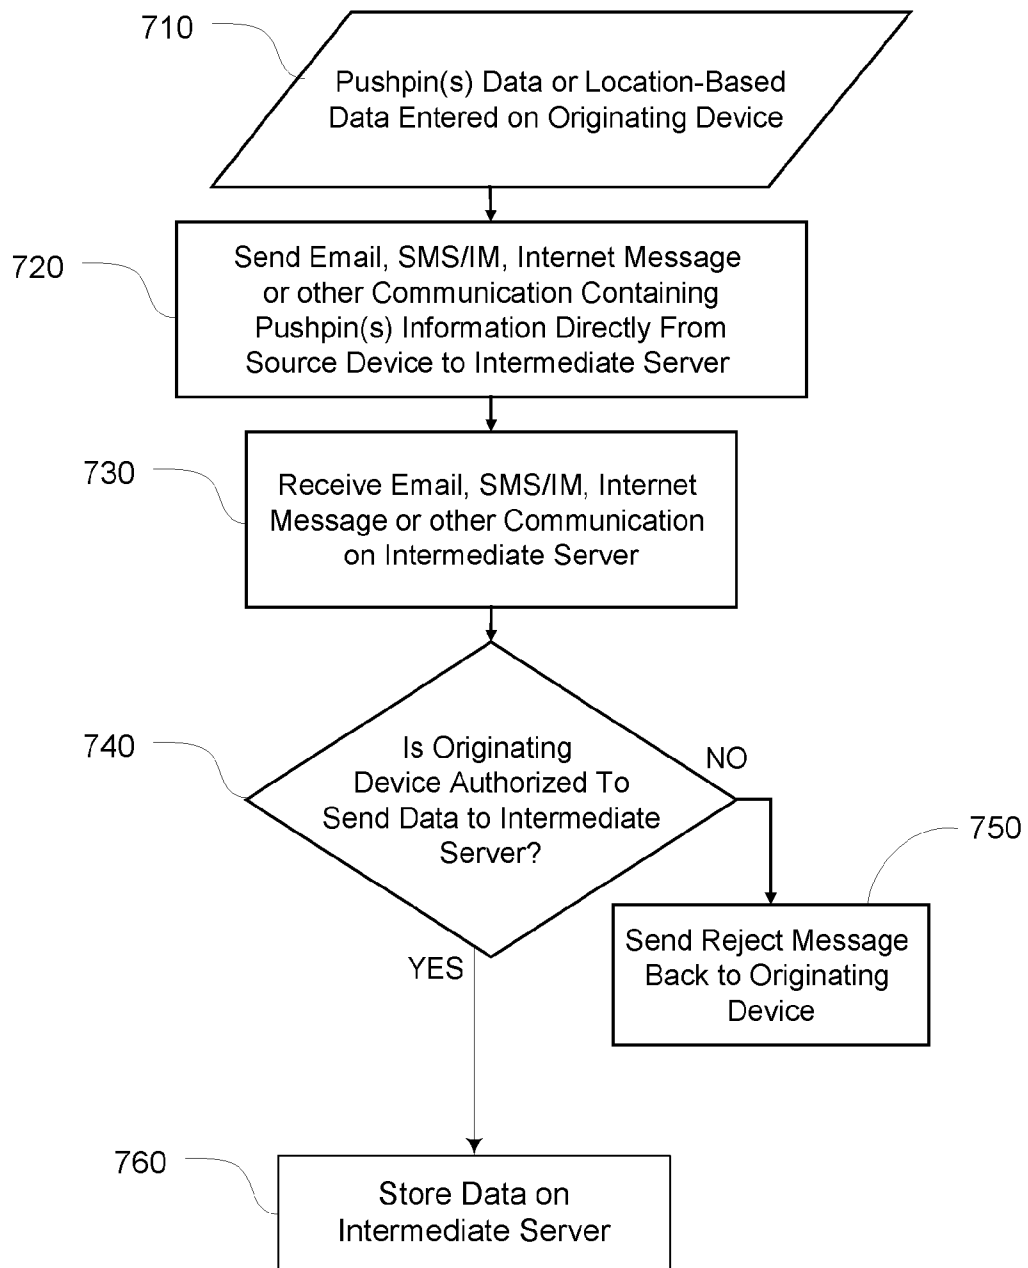 710
Pushpin(s) Data or Location-Based
Data Entered on Originating Device
720
Send Email, SMS/IM, Internet Message
or other Communication Containing
Pushpin(s) Information Directly From
Source Device to Intermediate Server
730
Receive Email, SMS/IM, Internet
Message or other Communication
on Intermediate Server
740
Is Originating
Device Authorized To
Send Data to Intermediate
Server?
NO
750
Send Reject Message
Back to Originating
Device
YES
760
Store Data on
Intermediate Server